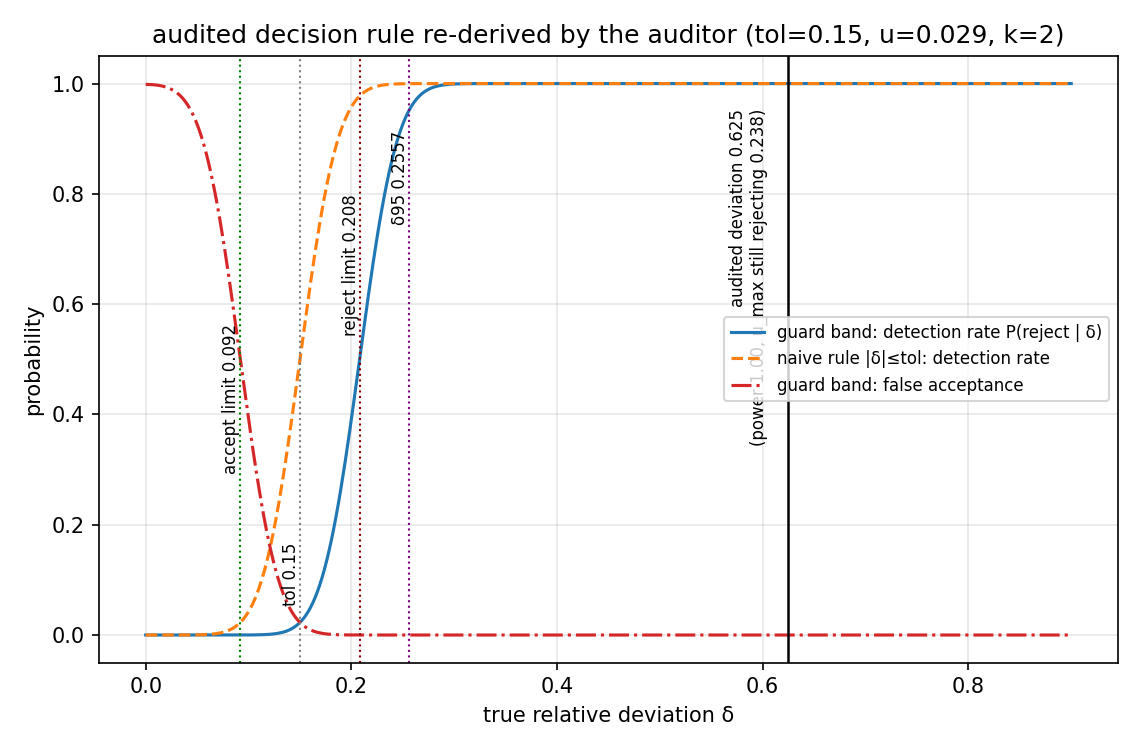 audited decision rule re-derived by the auditor (tol=0.15, u=0.029, k=2)
probability
1.0
0.8
0.6
0.4
0.2
0.0
accept limit 0.092
tol 0.15
reject limit 0.208
δ95 0.2557
audited deviation 0.625
(power 1.00, u_max still rejecting 0.238)
guard band: detection rate P(reject | δ)
naive rule |δ|≤tol: detection rate
guard band: false acceptance
0.0
0.2
0.4
0.6
0.8
true relative deviation δ